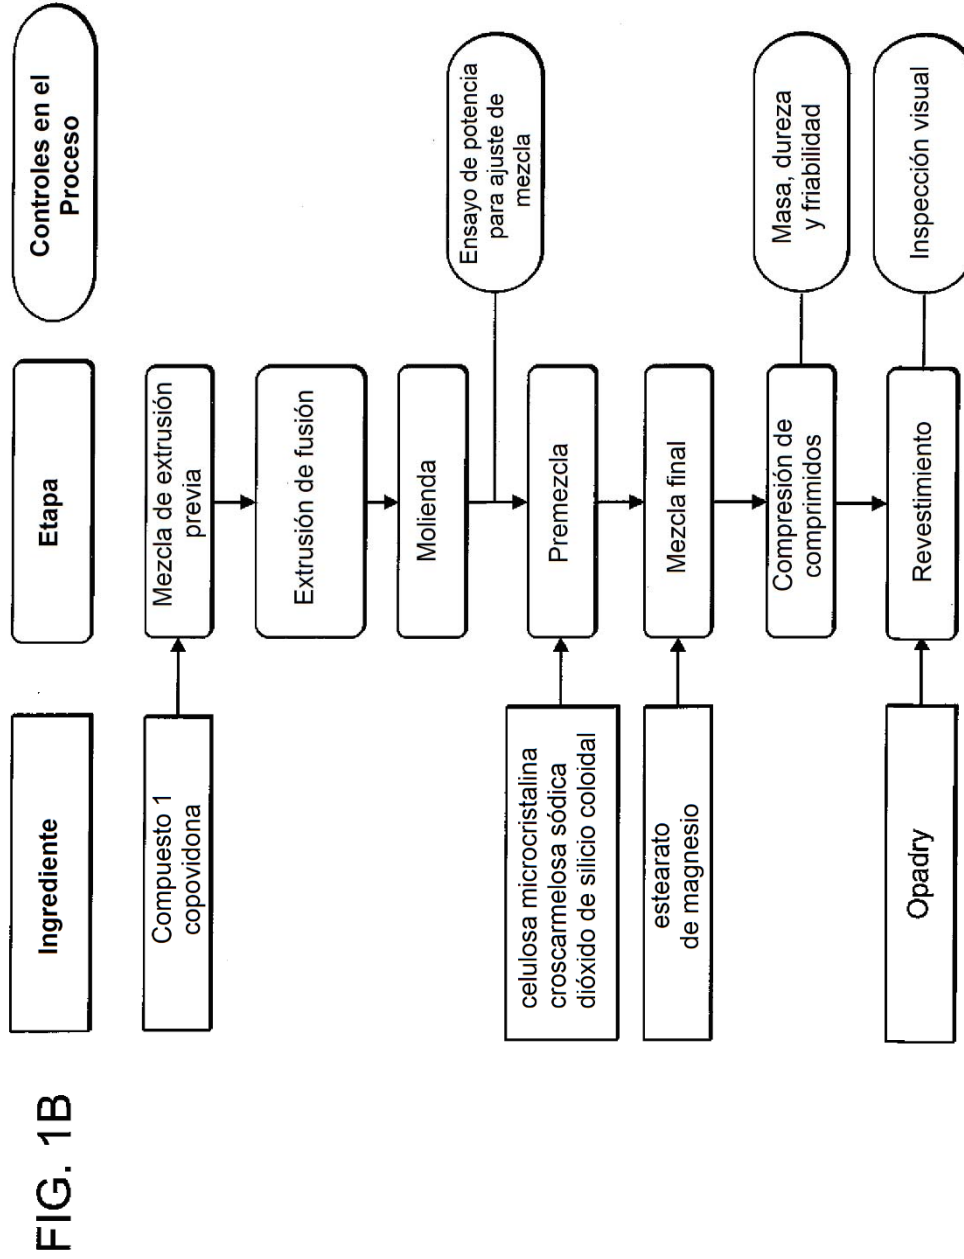 FIG. 1B
Ingrediente
Etapa
Controles en el
Proceso
Compuesto 1
copovidona
Mezcla de extrusión
previa
Extrusión de fusión
Molienda
Ensayo de potencia
para ajuste de
mezcla
celulosa microcristalina
croscarmelosa sódica
dióxido de silicio coloidal
Premezcla
estearato
de magnesio
Mezcla final
Compresión de
comprimidos
Masa, dureza
y friabilidad
Opadry
Revestimiento
Inspección visual